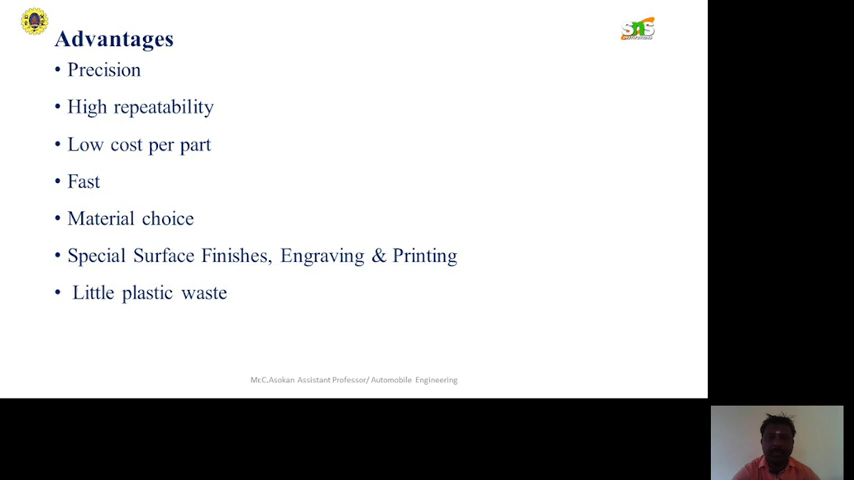 Advantages
• Precision
• High repeatability
• Low cost per part
• Fast
• Material choice
• Special Surface Finishes, Engraving & Printing
• Little plastic waste
Mr.C.Asokan Assistant Professor/ Automobile Engineering
SNS